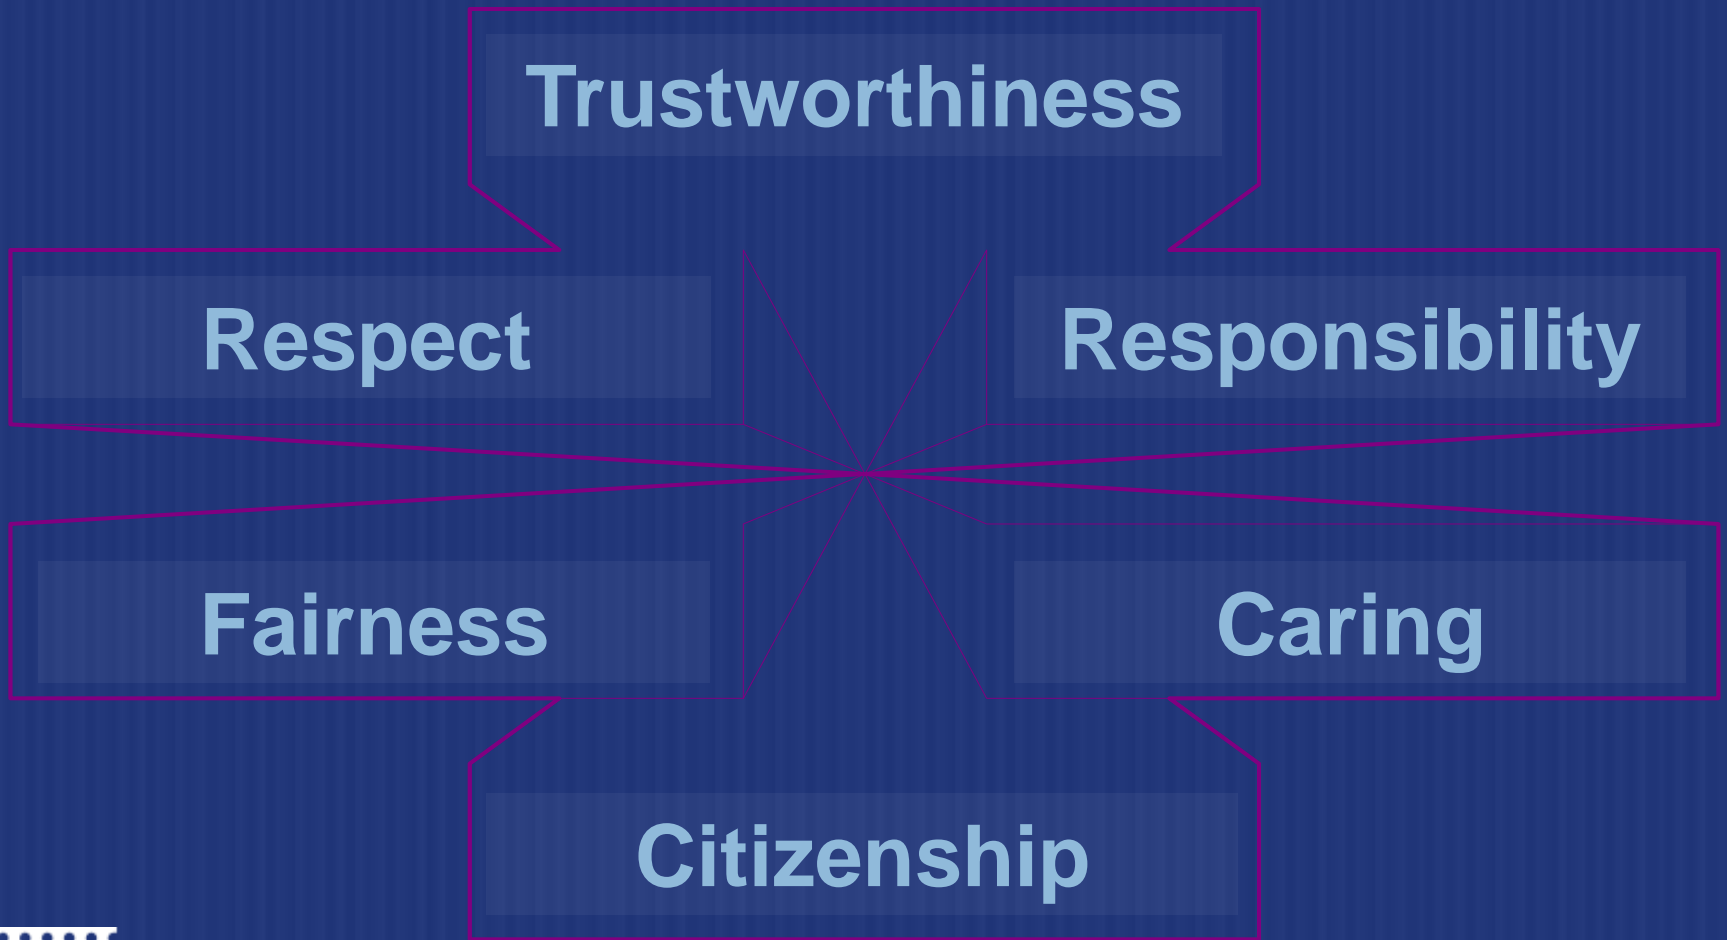 Trustworthiness
Respect
Responsibility
Fairness
Caring
Citizenship